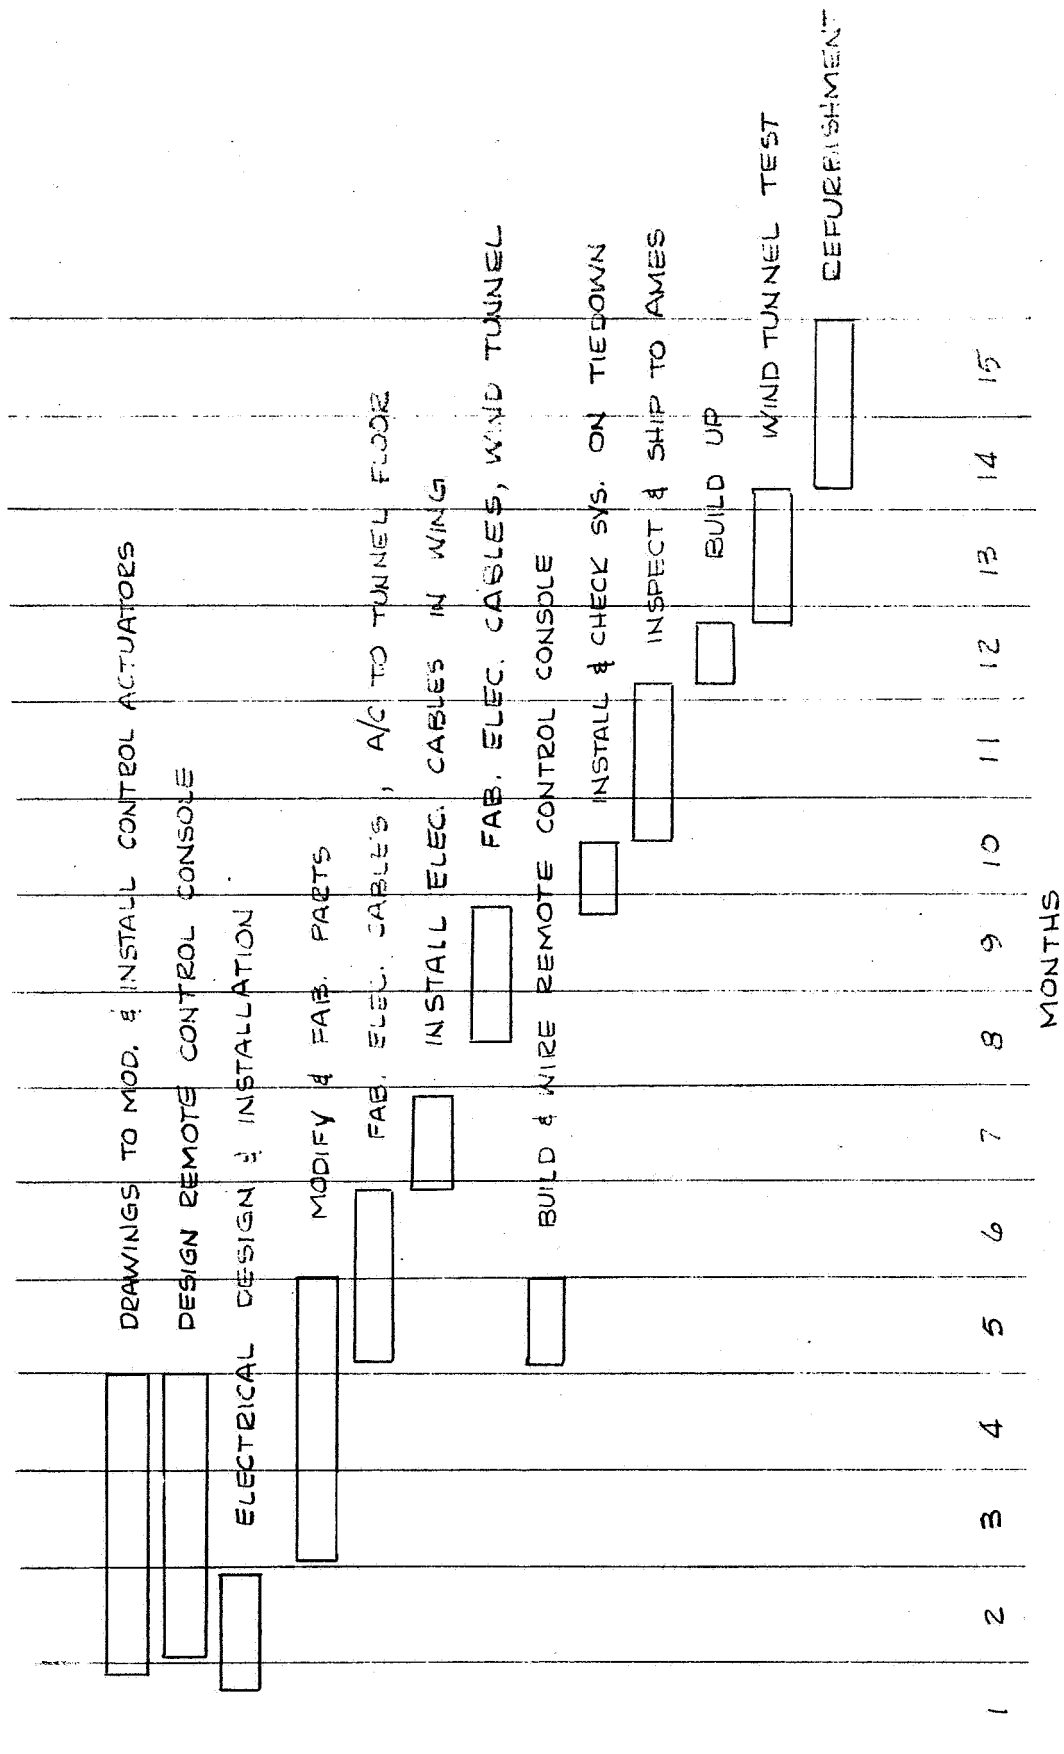 DRAWINGS TO MOD. & INSTALL CONTROL ACTUATORS
DESIGN REMOTE CONTROL CONSOLE
ELECTRICAL DESIGN & INSTALLATION
MODIFY & FAB. PARTS
FAB. ELEC. CABLES, A/C TO TUNNEL FLOOR
INSTALL ELEC. CABLES IN WING
FAB. ELEC. CABLES, WIND TUNNEL
BUILD & WIRE REMOTE CONTROL CONSOLE
INSTALL & CHECK SYS. ON TIEDOWN
INSPECT & SHIP TO AMES
BUILD UP
WIND TUNNEL TEST
REFURBISHMENT
1 2 3 4 5 6 7 8 9 10 11 12 13 14 15
MONTHS